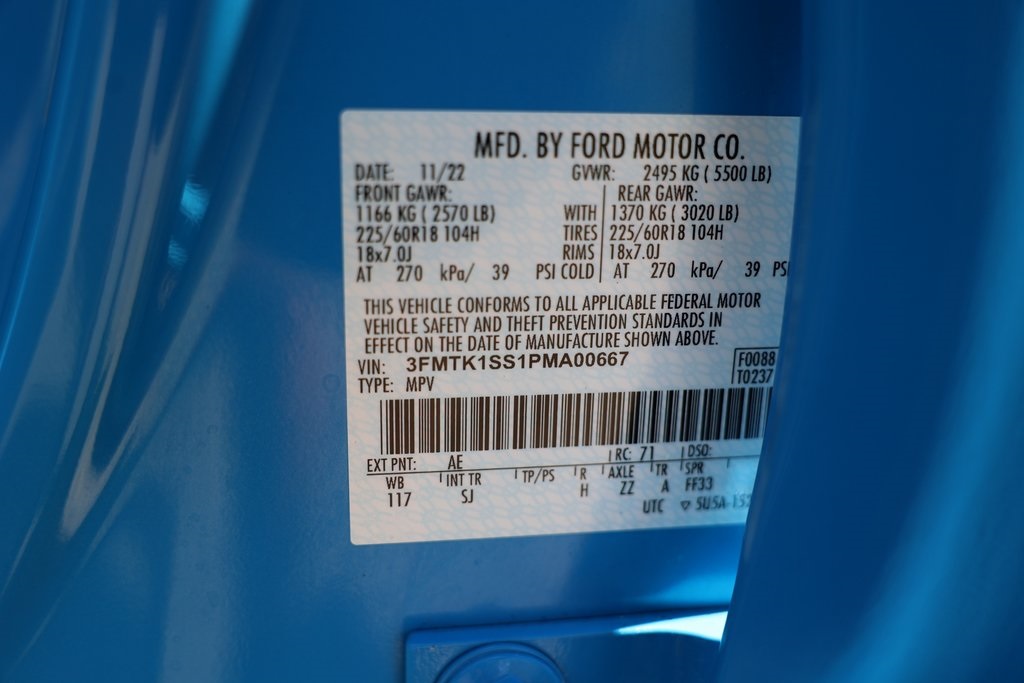 MFD. BY FORD MOTOR CO.
DATE: 11/22 GVWR: 2495 KG ( 5500 LB)
FRONT GAWR: REAR GAWR:
1166 KG ( 2570 LB) WITH 1370 KG ( 3020 LB)
225/60R18 104H TIRES 225/60R18 104H
18x7.0J RIMS 18x7.0J
AT 270 kPa/ 39 PSI COLD AT 270 kPa/ 39 PSI
THIS VEHICLE CONFORMS TO ALL APPLICABLE FEDERAL MOTOR
VEHICLE SAFETY AND THEFT PREVENTION STANDARDS IN
EFFECT ON THE DATE OF MANUFACTURE SHOWN ABOVE.
VIN: 3FMTK1SS1PMA00667 F0088
TYPE: MPV T0237
EXT PNT: AE RC: 71 DSO:
WB INT TR TP/PS R AXLE TR SPR
117 SJ H ZZ A FF33
UTC ▽ SU5A-